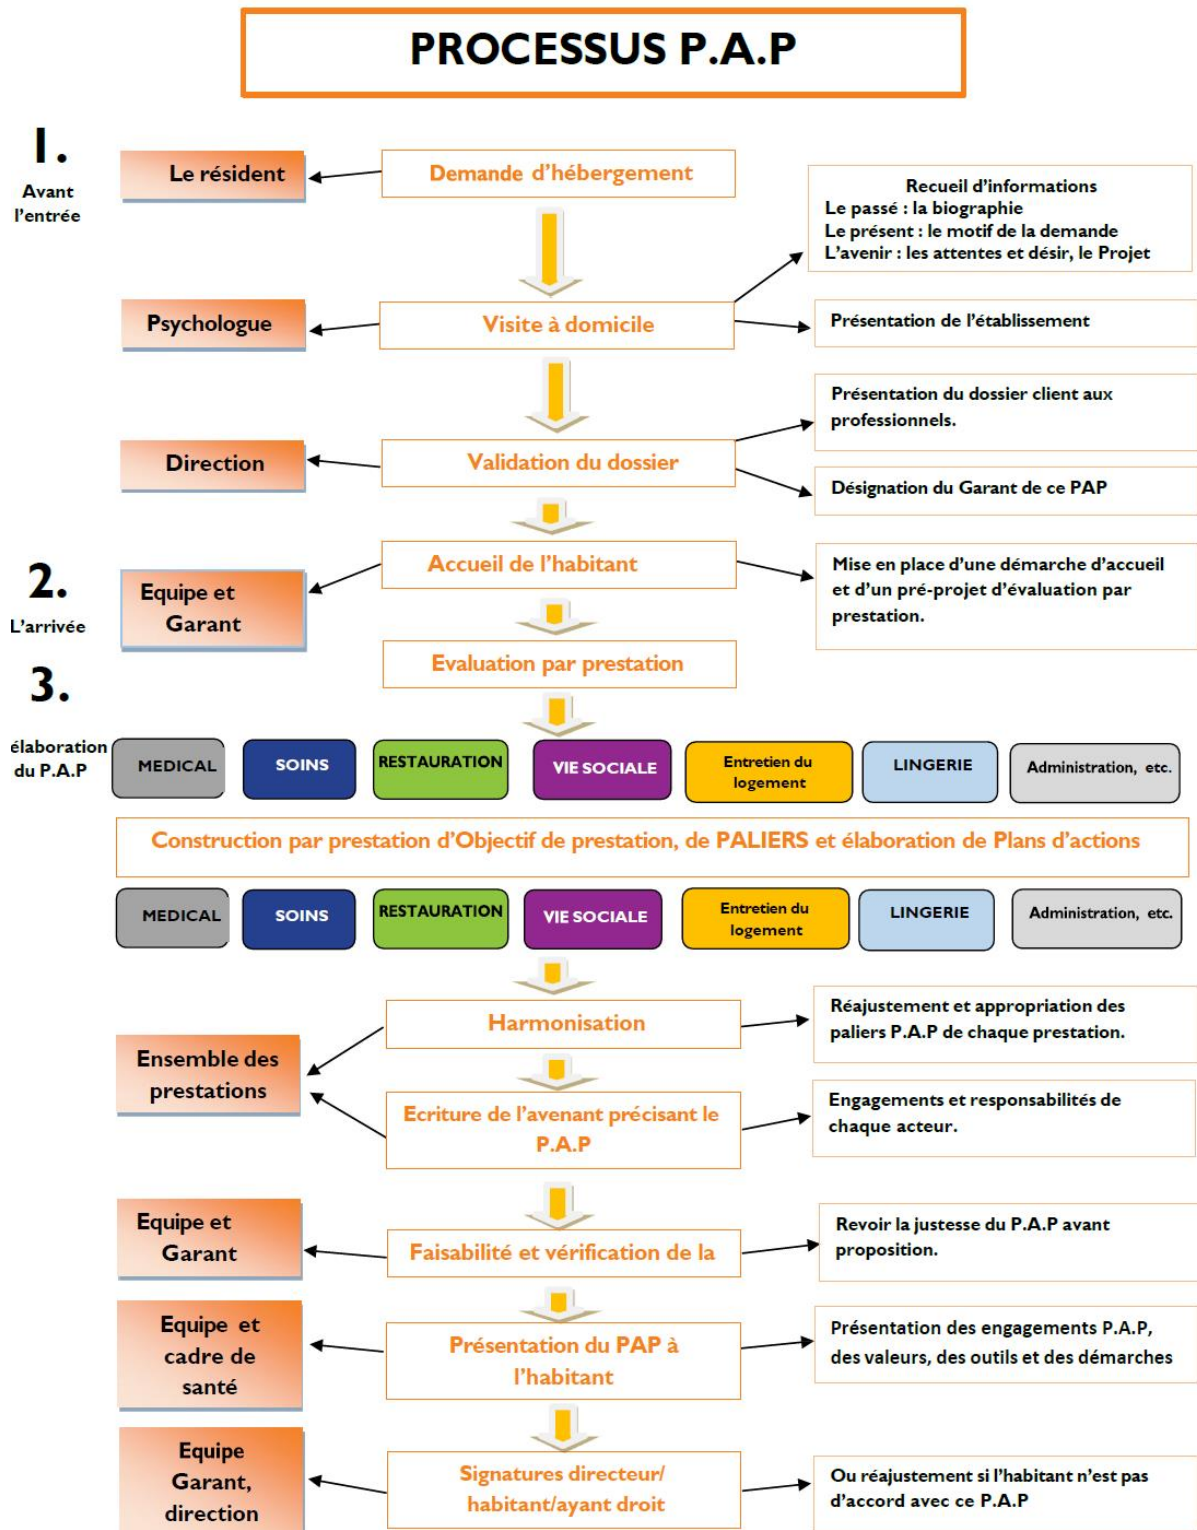 PROCESSUS P.A.P
1.
Avant
l'entrée
Le résident
Demande d'hébergement
Recueil d'informations
Le passé : la biographie
Le présent : le motif de la demande
L'avenir : les attentes et désir, le Projet
Psychologue
Visite à domicile
Présentation de l'établissement
Présentation du dossier client aux
professionnels.
Direction
Validation du dossier
Désignation du Garant de ce PAP
2.
L'arrivée
Equipe et
Garant
Accueil de l'habitant
Mise en place d'une démarche d'accueil
et d'un pré-projet d'évaluation par
prestation.
Evaluation par prestation
3.
élaboration
du P.A.P
MEDICAL
SOINS
RESTAURATION
VIE SOCIALE
Entretien du
logement
LINGERIE
Administration, etc.
Construction par prestation d'Objectif de prestation, de PALIERS et élaboration de Plans d'actions
MEDICAL
SOINS
RESTAURATION
VIE SOCIALE
Entretien du
logement
LINGERIE
Administration, etc.
Harmonisation
Réajustement et appropriation des
paliers P.A.P de chaque prestation.
Ensemble des
prestations
Ecriture de l'avenant précisant le
P.A.P
Engagements et responsabilités de
chaque acteur.
Equipe et
Garant
Faisabilité et vérification de la
Revoir la justesse du P.A.P avant
proposition.
Equipe et
cadre de
santé
Présentation du PAP à
l'habitant
Présentation des engagements P.A.P,
des valeurs, des outils et des démarches
Equipe
Garant,
direction
Signatures directeur/
habitant/ayant droit
Ou réajustement si l'habitant n'est pas
d'accord avec ce P.A.P